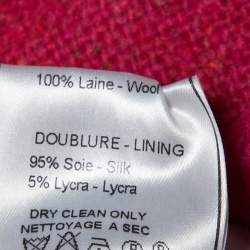 100% Laine - Wool
DOUBLURE - LINING
95% Soie - Silk
5% Lycra - Lycra
DRY CLEAN ONLY
NETTOYAGE A SEC